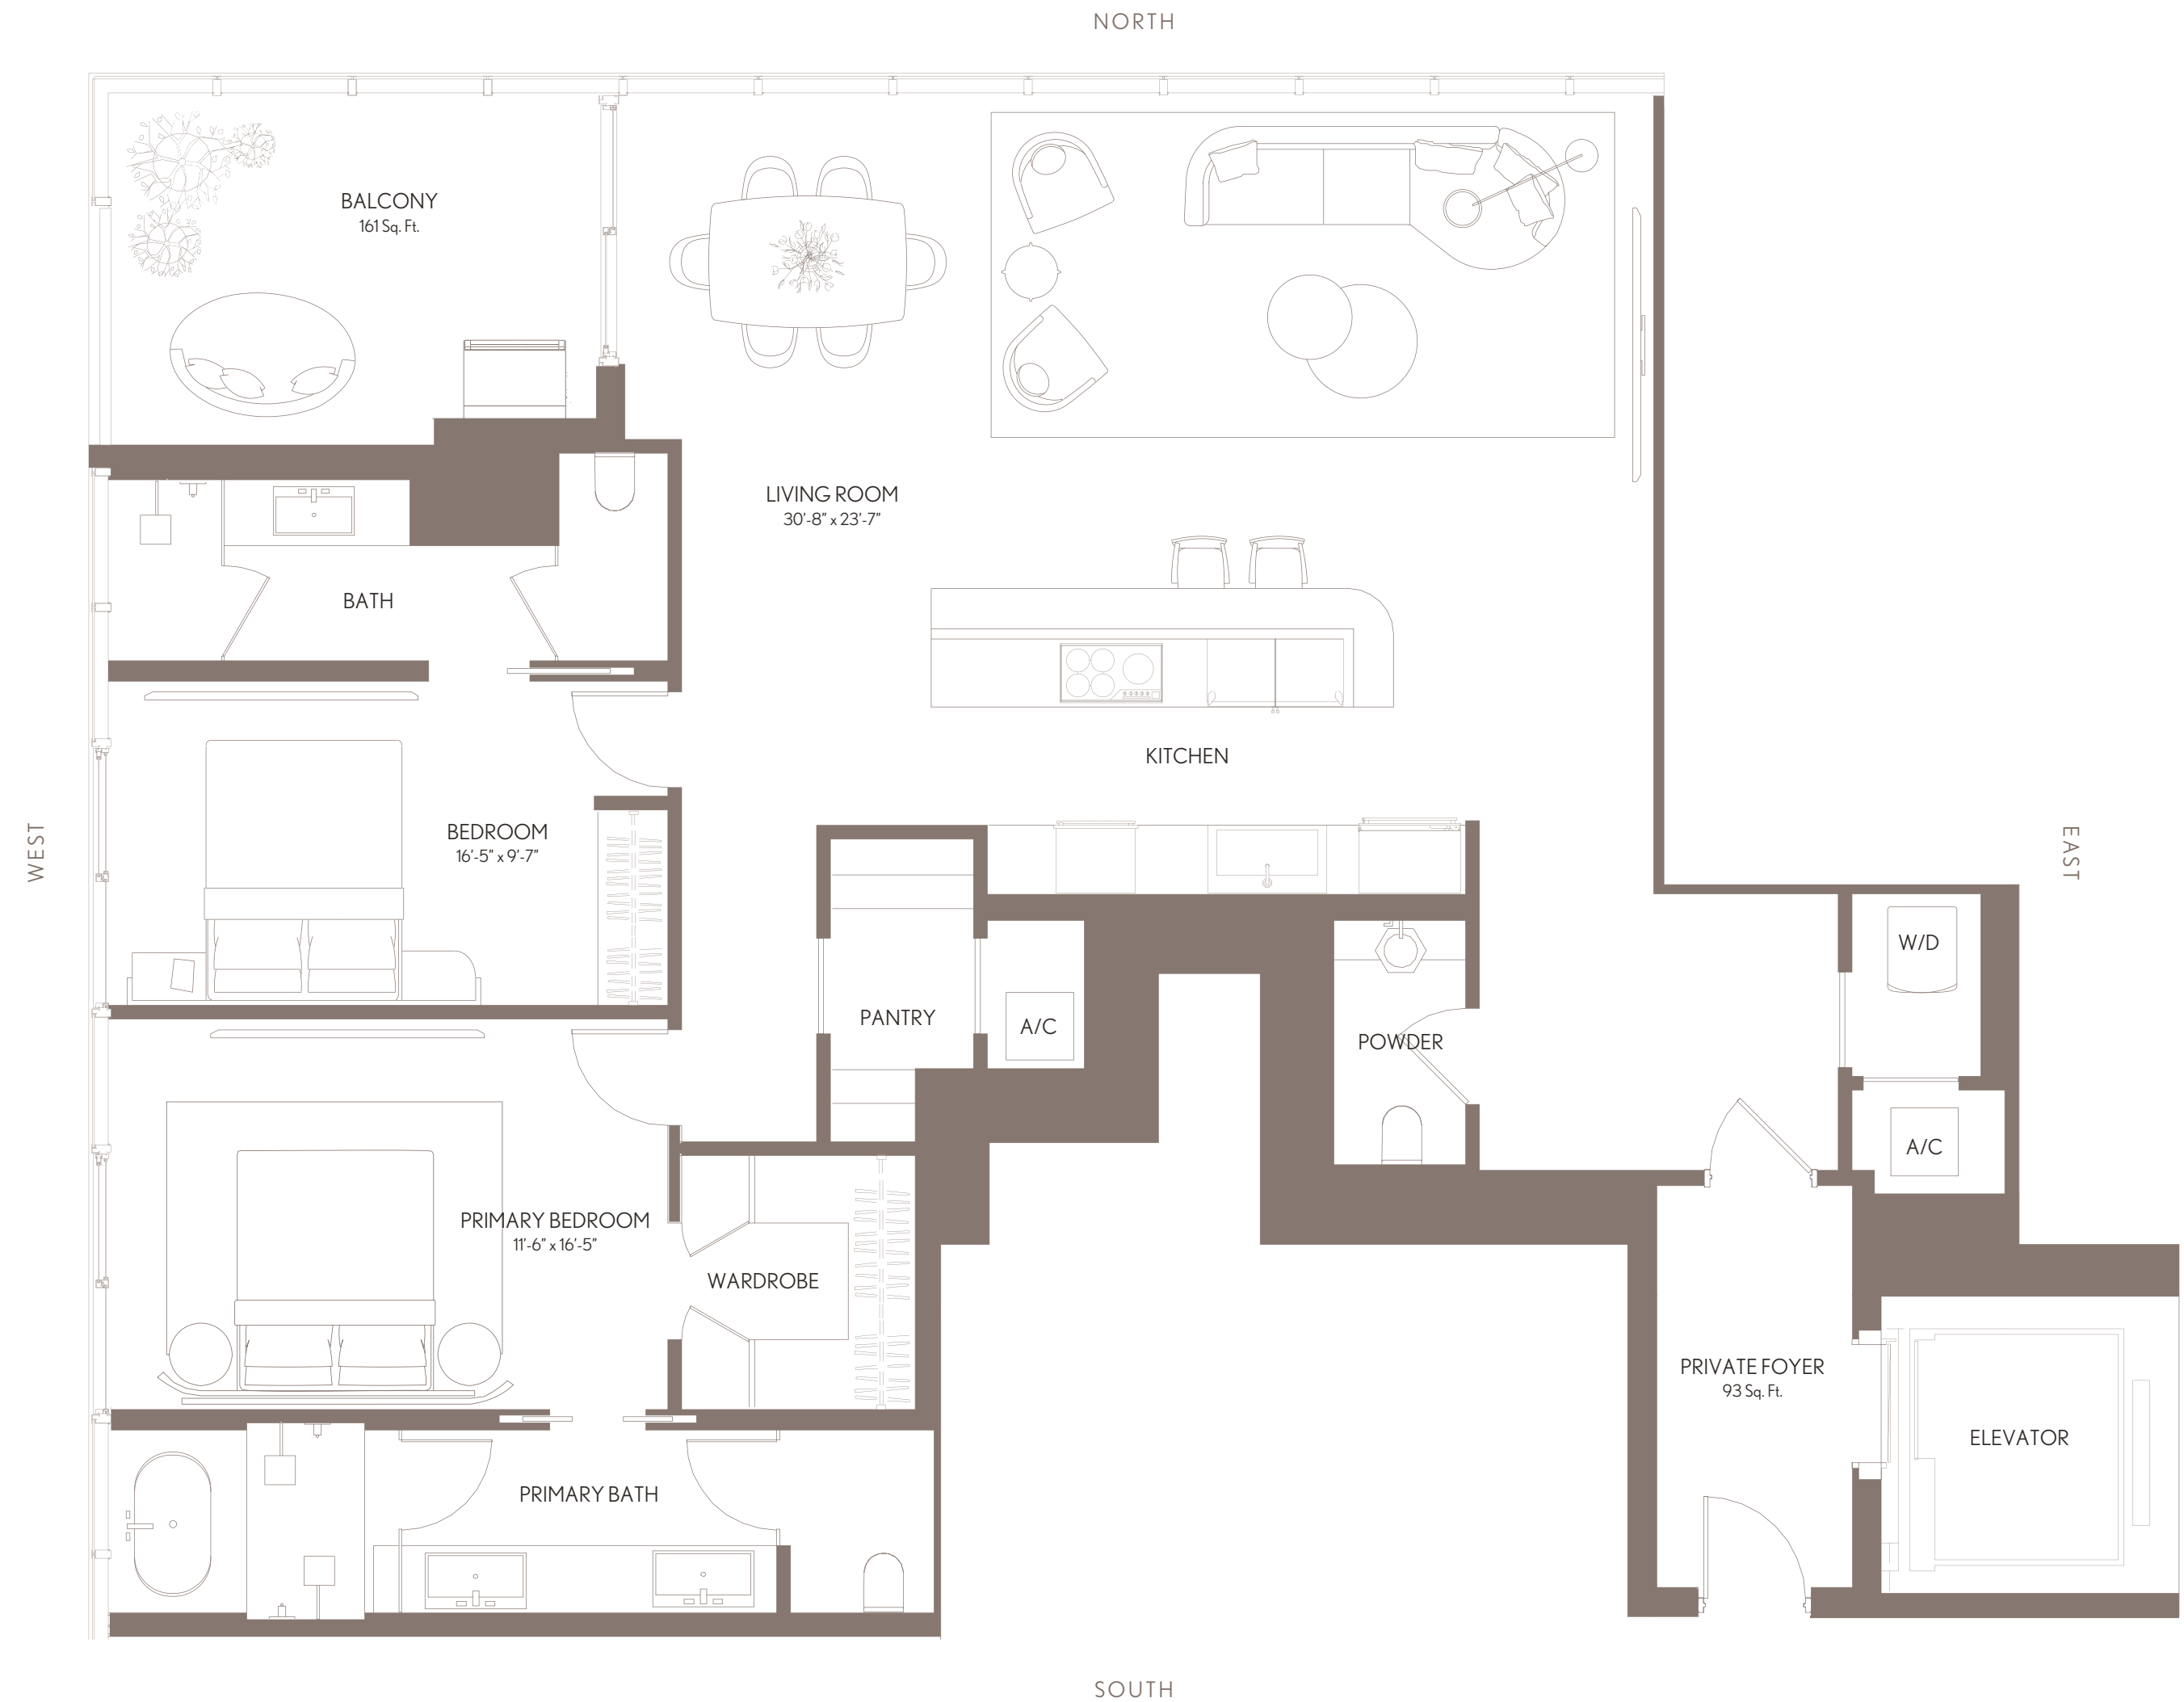 NORTH
BALCONY
161 Sq. Ft.
LIVING ROOM
30'-8" x 23'-7"
BATH
KITCHEN
WEST
BEDROOM
16'-5" x 9'-7"
EAST
W/D
PANTRY
A/C
POWDER
A/C
PRIMARY BEDROOM
11'-6" x 16'-5"
WARDROBE
PRIVATE FOYER
93 Sq. Ft.
ELEVATOR
PRIMARY BATH
SOUTH